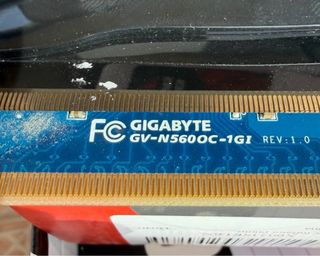 FC GIGABYTE
GV-N560OC-1GI REV:1.0